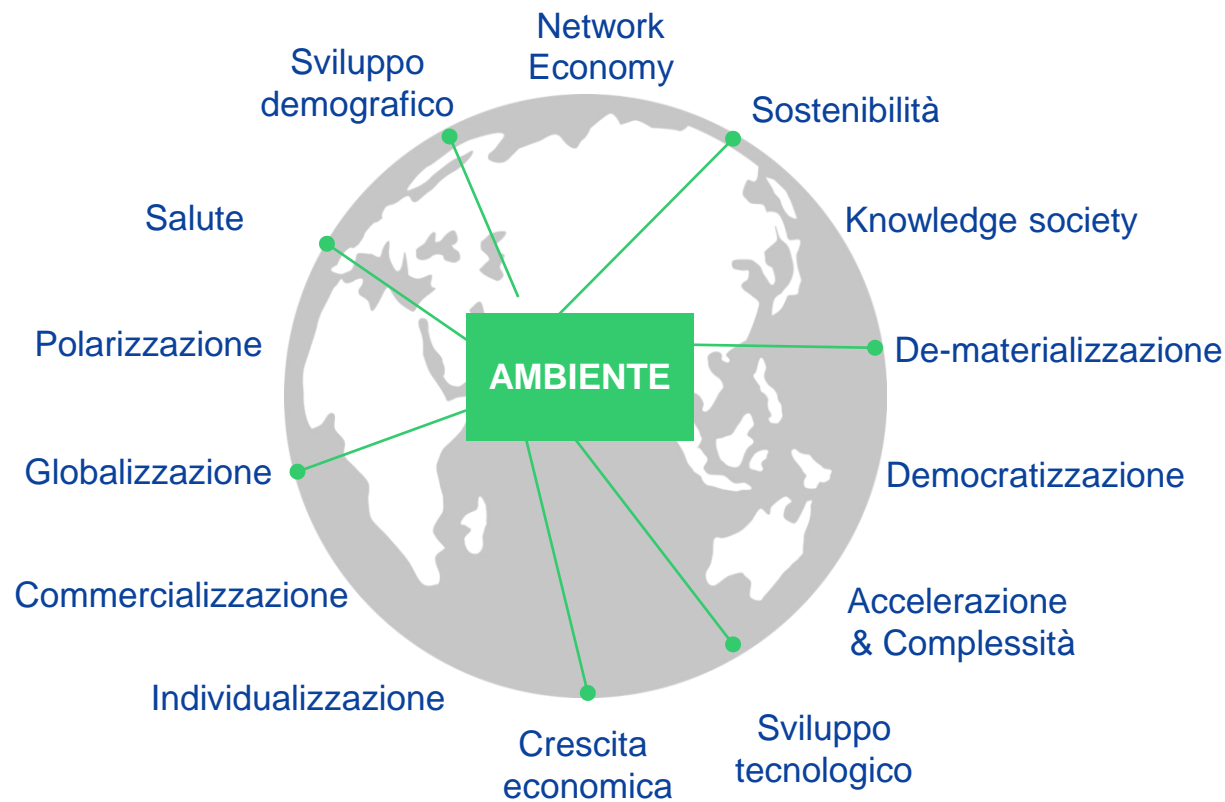 Network
Economy
Sviluppo
demografico
Sostenibilità
Salute
Knowledge society
Polarizzazione
De-materializzazione
AMBIENTE
Globalizzazione
Democratizzazione
Commercializzazione
Accelerazione
& Complessità
Individualizzazione
Crescita
economica
Sviluppo
tecnologico